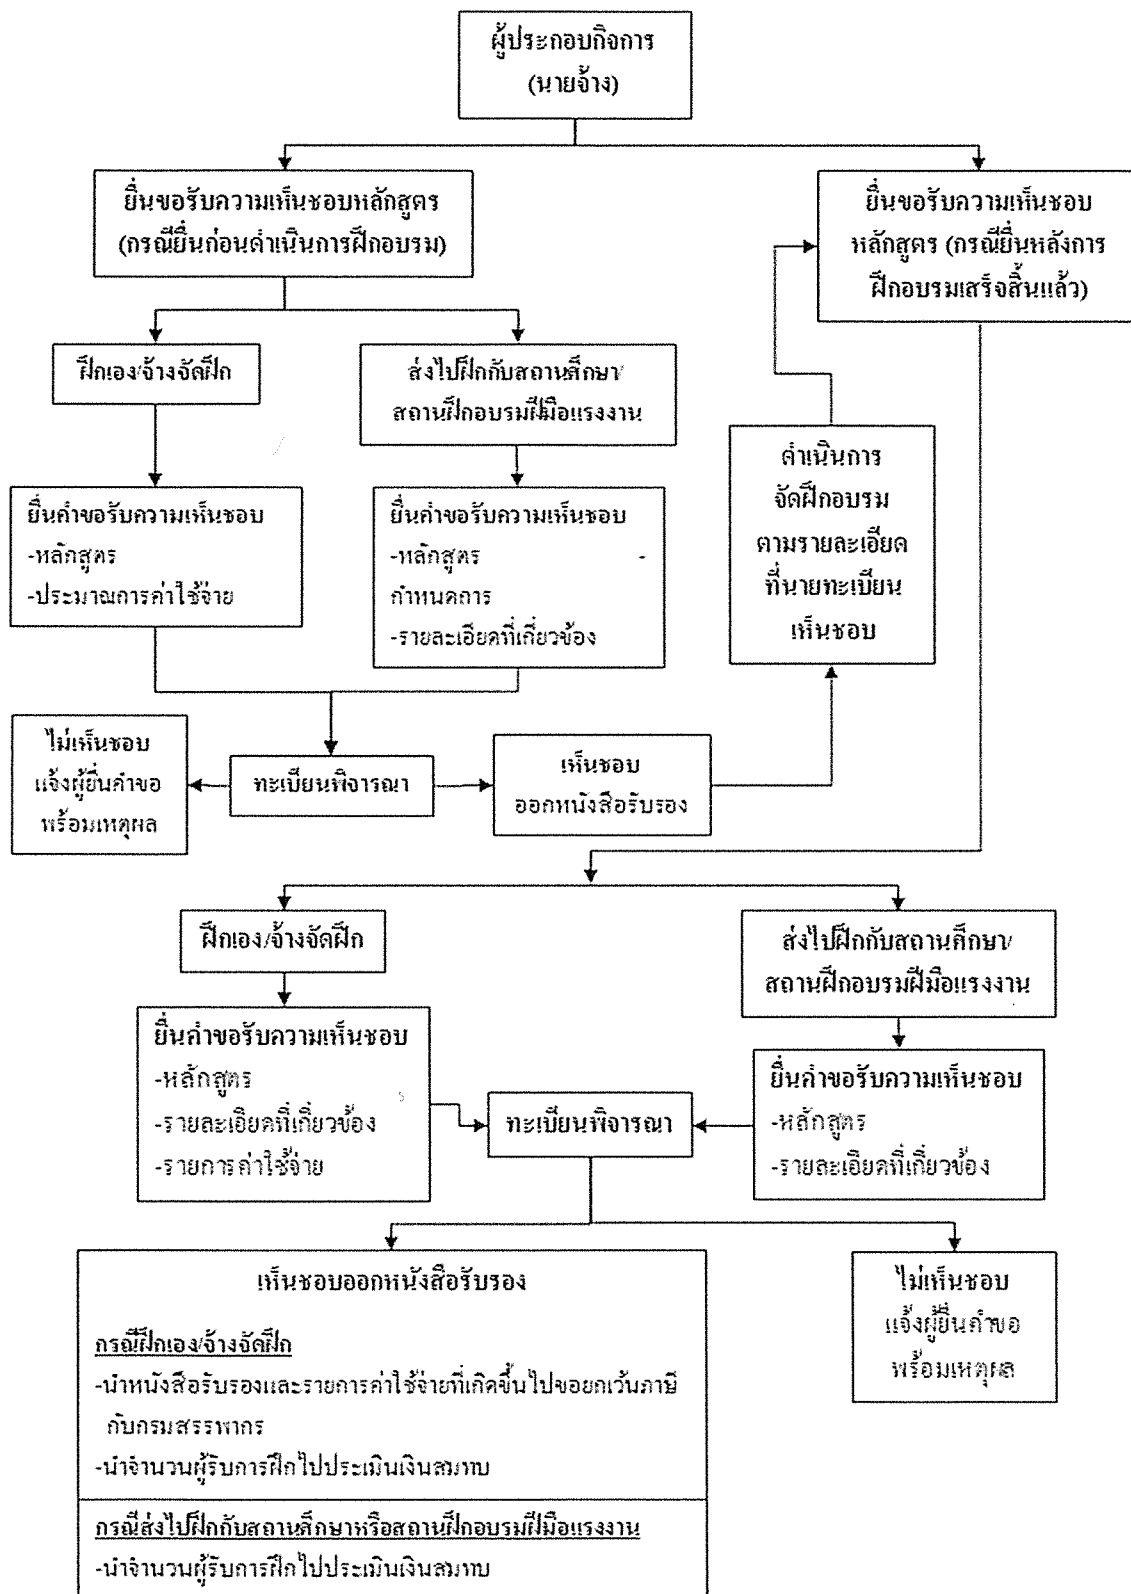 ผู้ประกอบกิจการ
(นายจ้าง)
ยื่นขอรับความเห็นชอบหลักสูตร
(กรณียื่นก่อนดำเนินการฝึกอบรม)
ยื่นขอรับความเห็นชอบ
หลักสูตร (กรณียื่นหลังการ
ฝึกอบรมเสร็จสิ้นแล้ว)
ฝึกเอง/จ้างจัดฝึก
ส่งไปฝึกกับสถานศึกษา/
สถานฝึกอบรมฝีมือแรงงาน
ยื่นคำขอรับความเห็นชอบ
-หลักสูตร
-ประมาณการค่าใช้จ่าย
ยื่นคำขอรับความเห็นชอบ
-หลักสูตร -
กำหนดการ
-รายละเอียดที่เกี่ยวข้อง
ดำเนินการ
จัดฝึกอบรม
ตามรายละเอียด
ที่นายทะเบียน
เห็นชอบ
ไม่เห็นชอบ
แจ้งผู้ยื่นคำขอ
พร้อมเหตุผล
ทะเบียนพิจารณา
เห็นชอบ
ออกหนังสือรับรอง
ฝึกเอง/จ้างจัดฝึก
ส่งไปฝึกกับสถานศึกษา/
สถานฝึกอบรมฝีมือแรงงาน
ยื่นคำขอรับความเห็นชอบ
-หลักสูตร
-รายละเอียดที่เกี่ยวข้อง
-รายการค่าใช้จ่าย
ทะเบียนพิจารณา
ยื่นคำขอรับความเห็นชอบ
-หลักสูตร
-รายละเอียดที่เกี่ยวข้อง
เห็นชอบออกหนังสือรับรอง
กรณีฝึกเอง/จ้างจัดฝึก
-นำหนังสือรับรองและรายการค่าใช้จ่ายที่เกิดขึ้นไปขอยกเว้นภาษี
กับกรมสรรพากร
-นำจำนวนผู้รับการฝึกไปประเมินเงินสมทบ
กรณีส่งไปฝึกกับสถานศึกษาหรือสถานฝึกอบรมฝีมือแรงงาน
-นำจำนวนผู้รับการฝึกไปประเมินเงินสมทบ
ไม่เห็นชอบ
แจ้งผู้ยื่นคำขอ
พร้อมเหตุผล